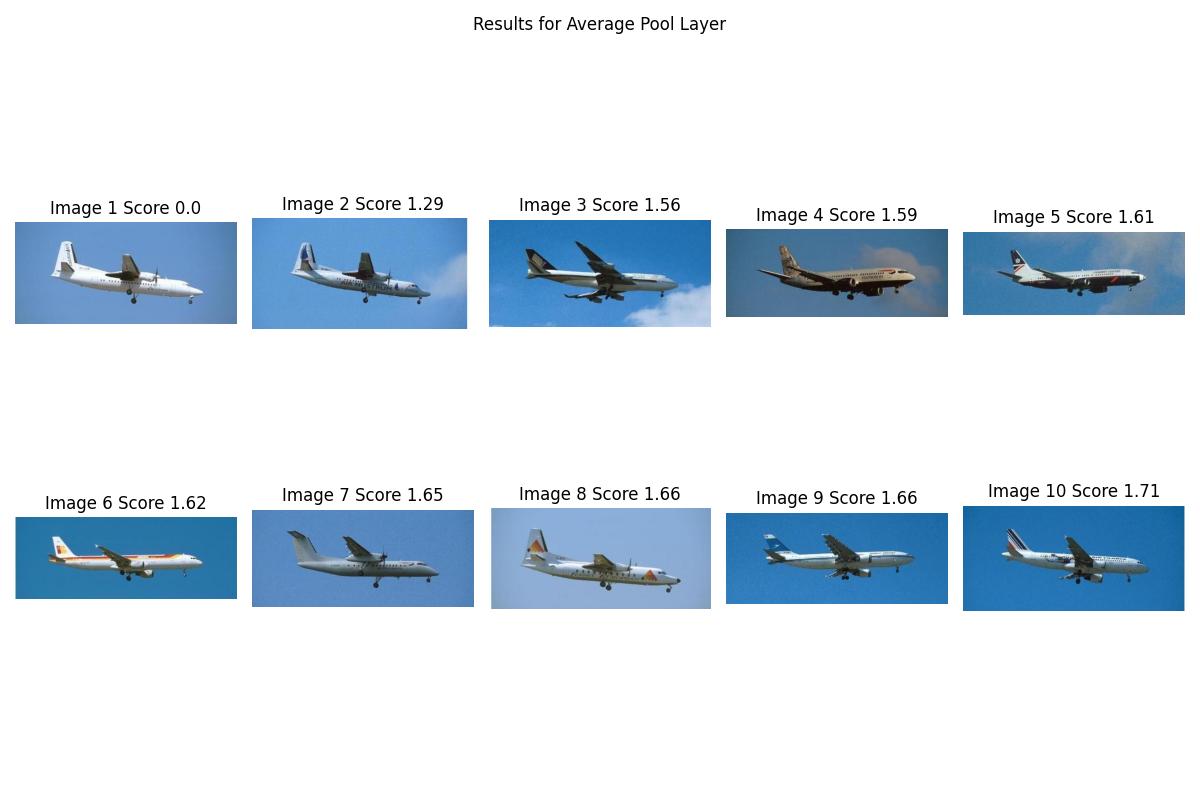 Results for Average Pool Layer
Image 1 Score 0.0
Image 2 Score 1.29
Image 3 Score 1.56
Image 4 Score 1.59
Image 5 Score 1.61
Image 6 Score 1.62
Image 7 Score 1.65
Image 8 Score 1.66
Image 9 Score 1.66
Image 10 Score 1.71